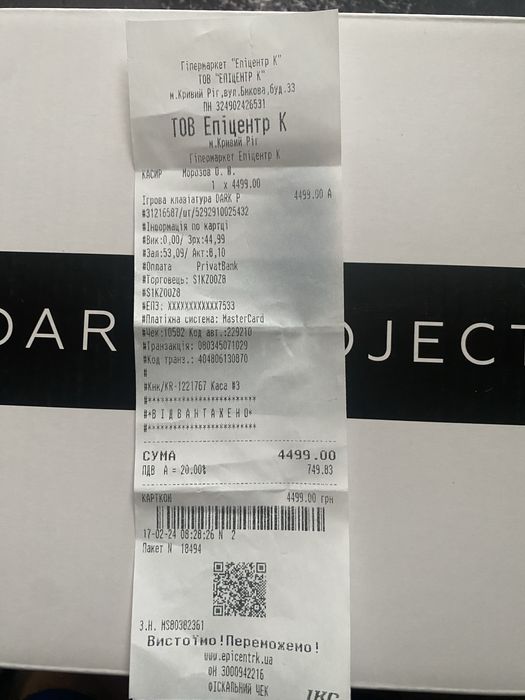 Гіпермаркет "Епіцентр К"
ТОВ "ЕПІЦЕНТР К"
м.Кривий Ріг,вул.Бикова,буд.33
ПН 324902426531
ТОВ Епіцентр К
м.Кривий Ріг
Гіпермаркет Епіцентр К
КАСИР Морозов О. В.
1 x 4499.00
Ігрова клавіатура DARK P 4499.00 А
#31216587/шт/5292910025432
#Інформація по картці
#Вик:0,00/ Зрх:44,99
#Зал:53,09/ Акт:8,10
#Оплата PrivatBank
#Торговець: S1KZ00Z8
#S1KZ00Z8
#ЕПЗ: XXXXXXXXXXXX7533
#Платіжна система: MasterCard
#Чек:10582 Код авт.:229210
#Транзакція: 080345071029
#Код транз.: 404806130870
#
#Кнк/KR-1221767 Каса #3
#*************************
#*В І Д В А Н Т А Ж Е Н О*
#*************************
СУМА 4499.00
ПДВ А = 20.00% 749.83
КАРТКОЮ 4499.00 грн
17-02-24 08:28:26 N 2
Пакет N 18494
З.Н. HS80382361
Вистоїмо!Переможемо!
www.epicentrk.ua
ФН 3000942216
ФІСКАЛЬНИЙ ЧЕК ІКС
DAR
OJECT